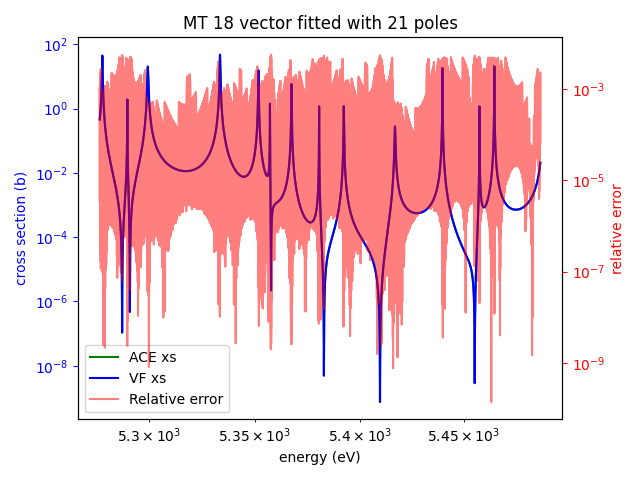 MT 18 vector fitted with 21 poles
10²
10⁰
10⁻²
10⁻⁴
10⁻⁶
10⁻⁸
cross section (b)
10⁻³
10⁻⁵
10⁻⁷
10⁻⁹
relative error
ACE xs
VF xs
Relative error
5.3 × 10³ 5.35 × 10³ 5.4 × 10³ 5.45 × 10³
energy (eV)